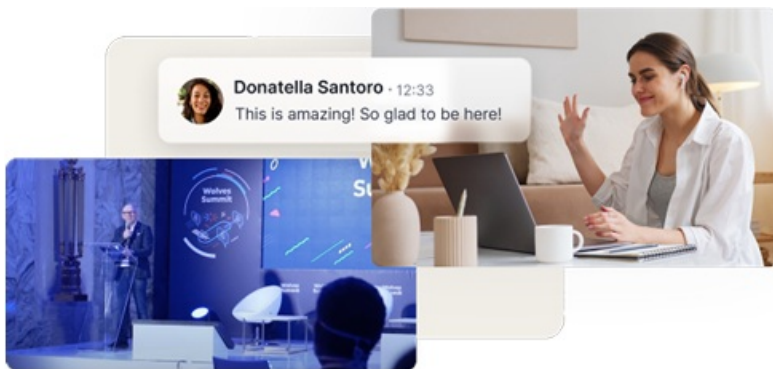 Donatella Santoro · 12:33
This is amazing! So glad to be here!
Wolves
Summit